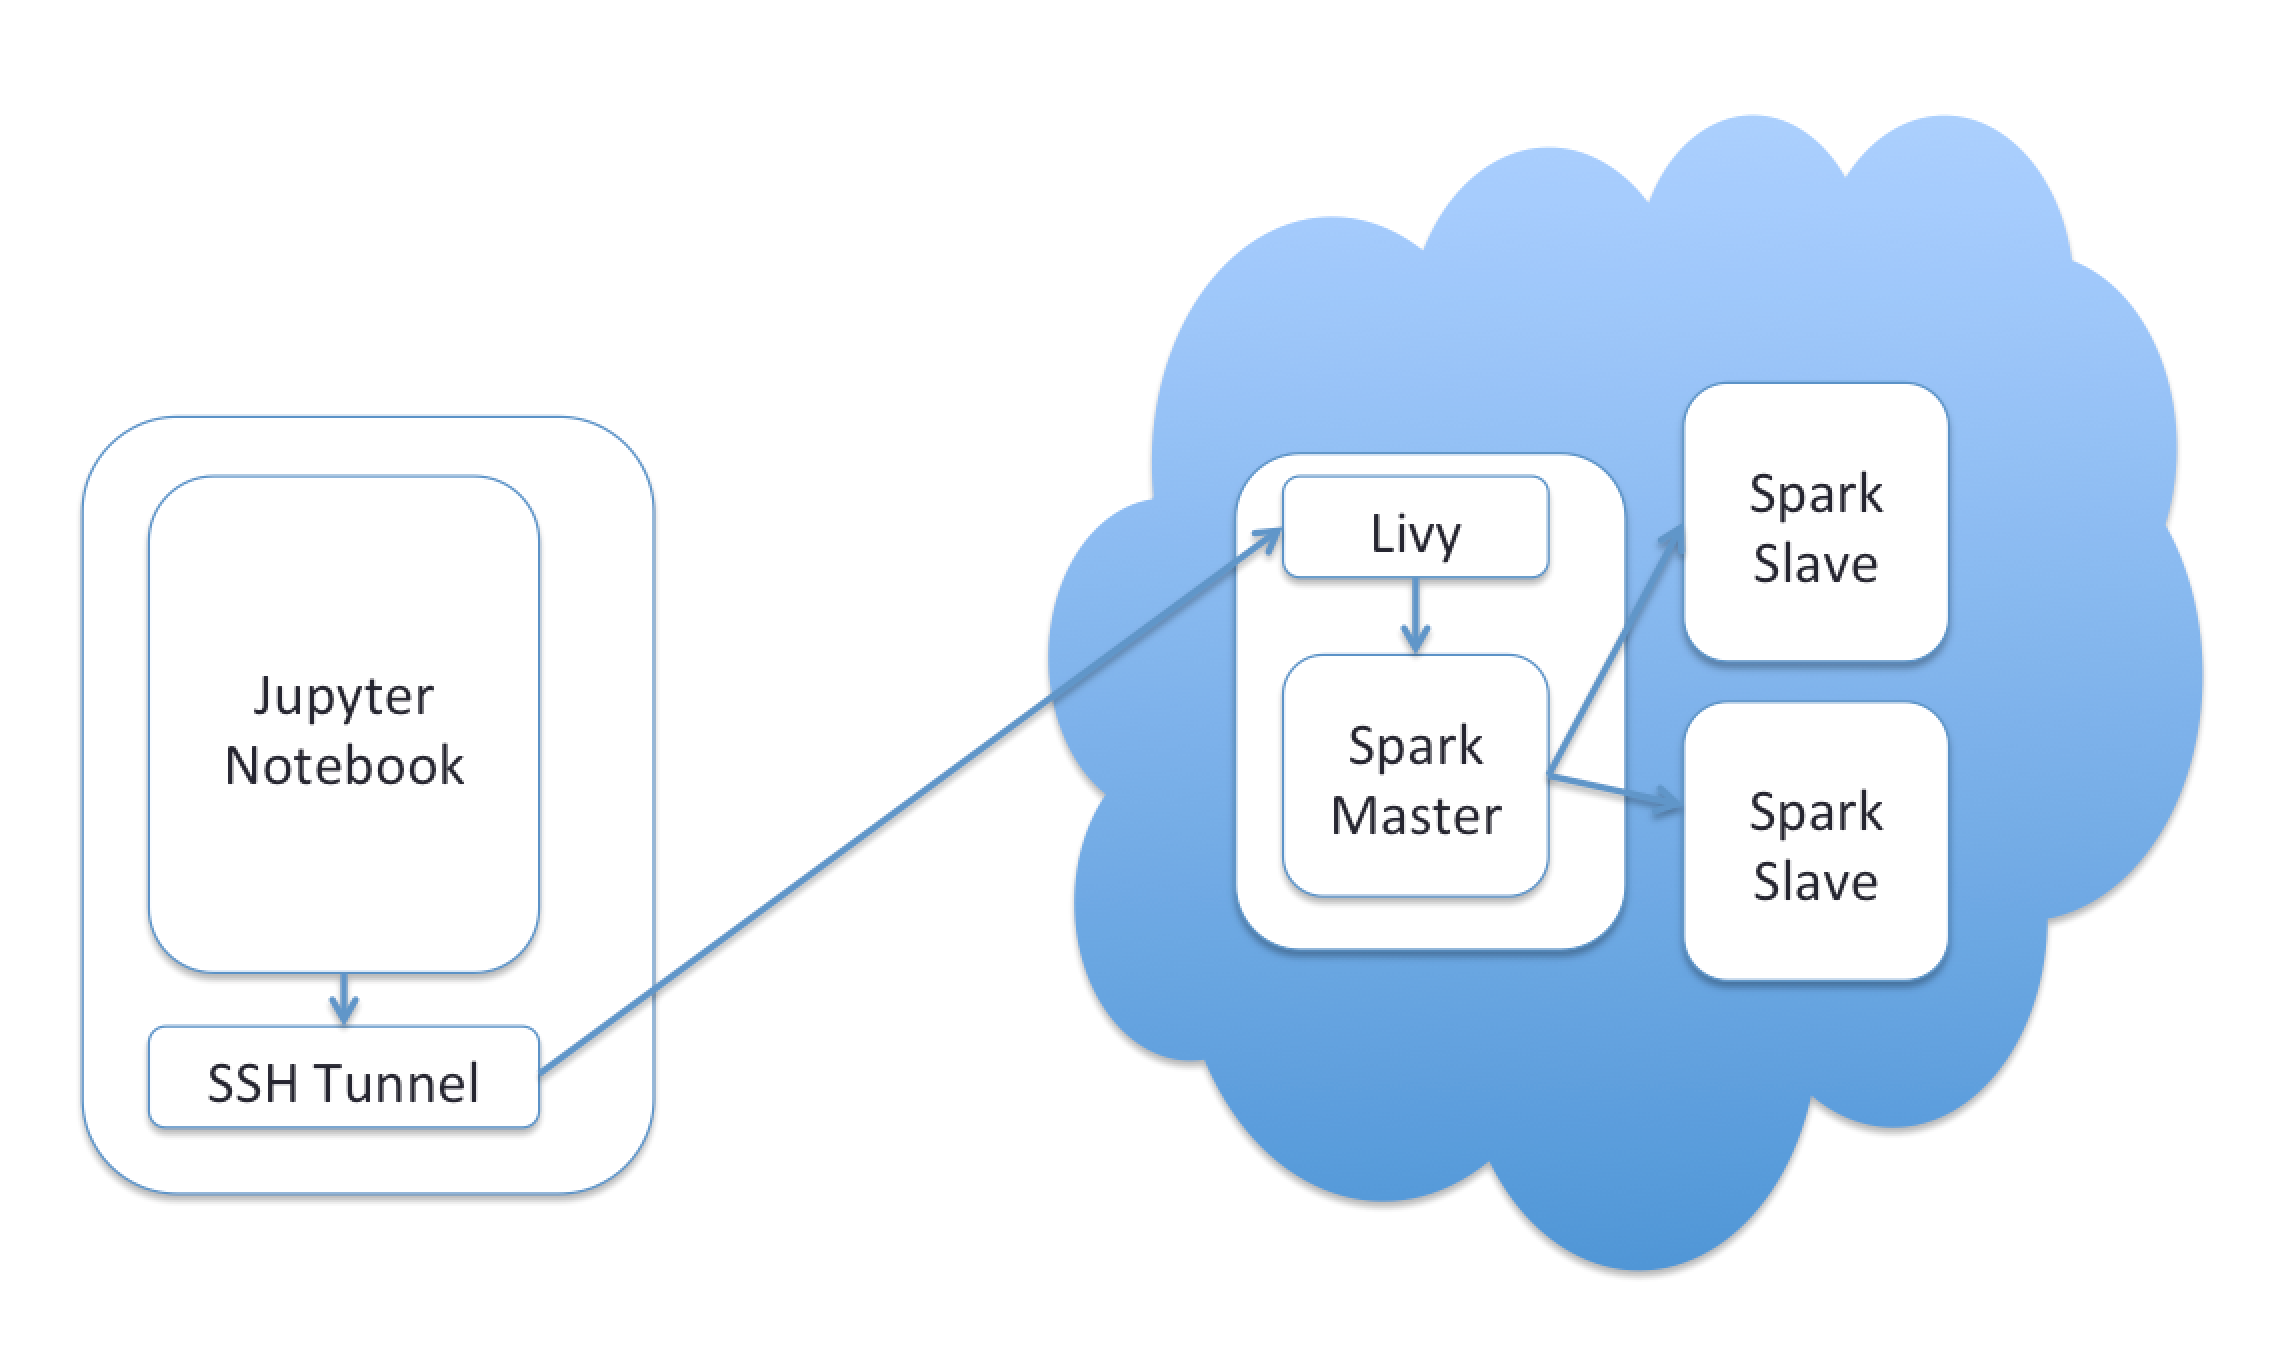 Jupyter
Notebook
SSH Tunnel
Livy
Spark
Master
Spark
Slave
Spark
Slave